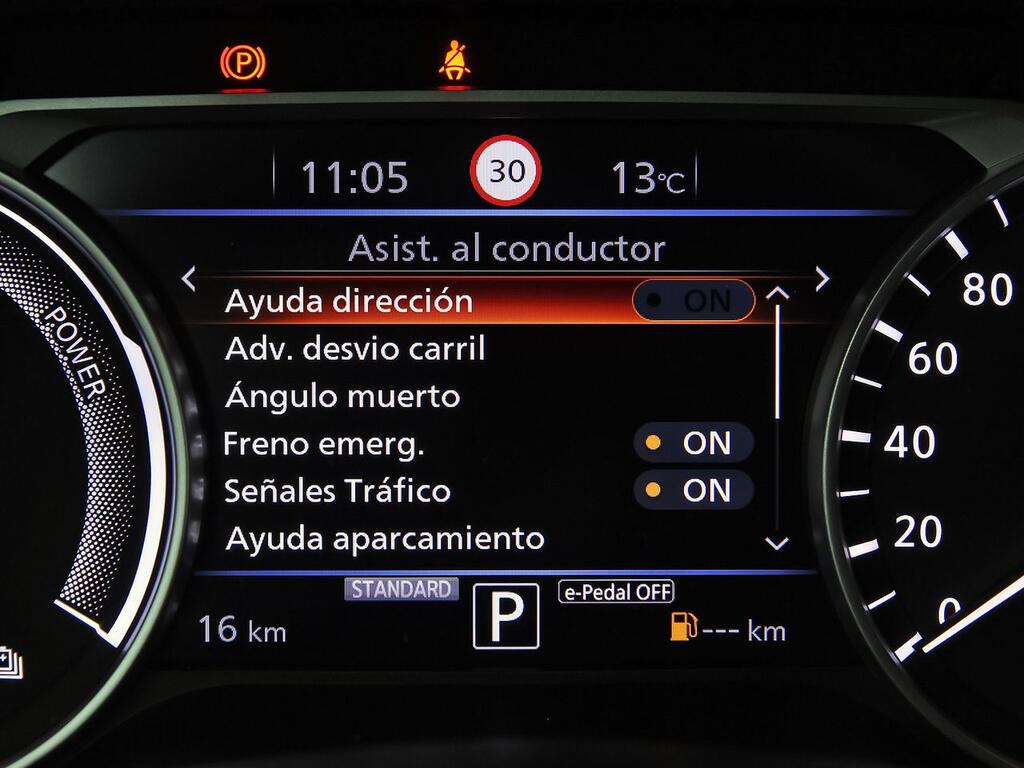 P
11:05
30
13°C
Asist. al conductor
Ayuda dirección ON
Adv. desvio carril
Ángulo muerto
Freno emerg. ON
Señales Tráfico ON
Ayuda aparcamiento
STANDARD
P
e-Pedal OFF
16 km
--- km
POWER
80
60
40
20
0